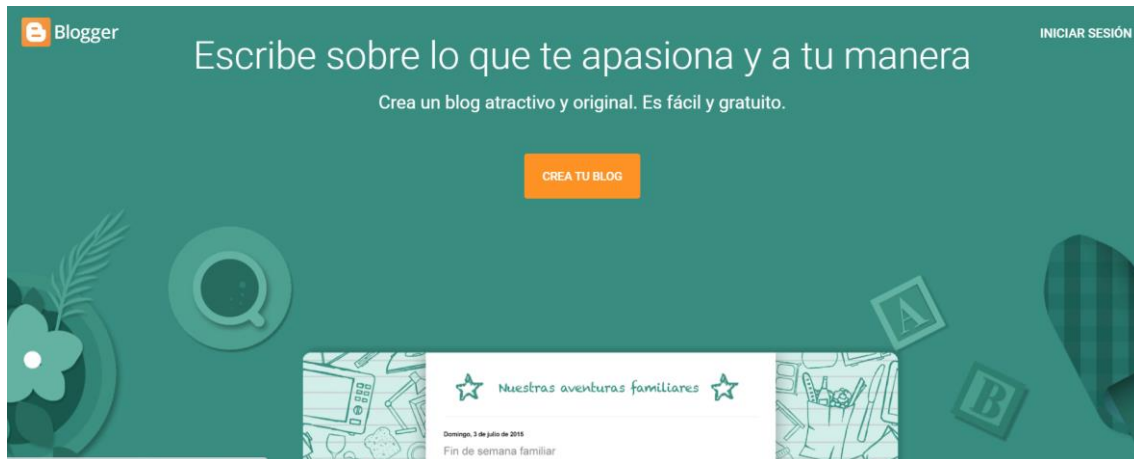 Blogger
INICIAR SESIÓN
Escribe sobre lo que te apasiona y a tu manera
Crea un blog atractivo y original. Es fácil y gratuito.
CREA TU BLOG
A
B
Nuestras aventuras familiares
Domingo, 3 de julio de 2015
Fin de semana familiar